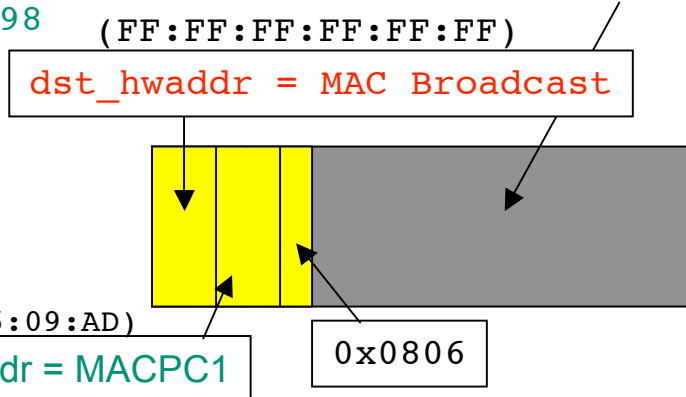 98
(FF:FF:FF:FF:FF:FF)
dst_hwaddr = MAC Broadcast
:09:AD)
dr = MACPC1
0x0806